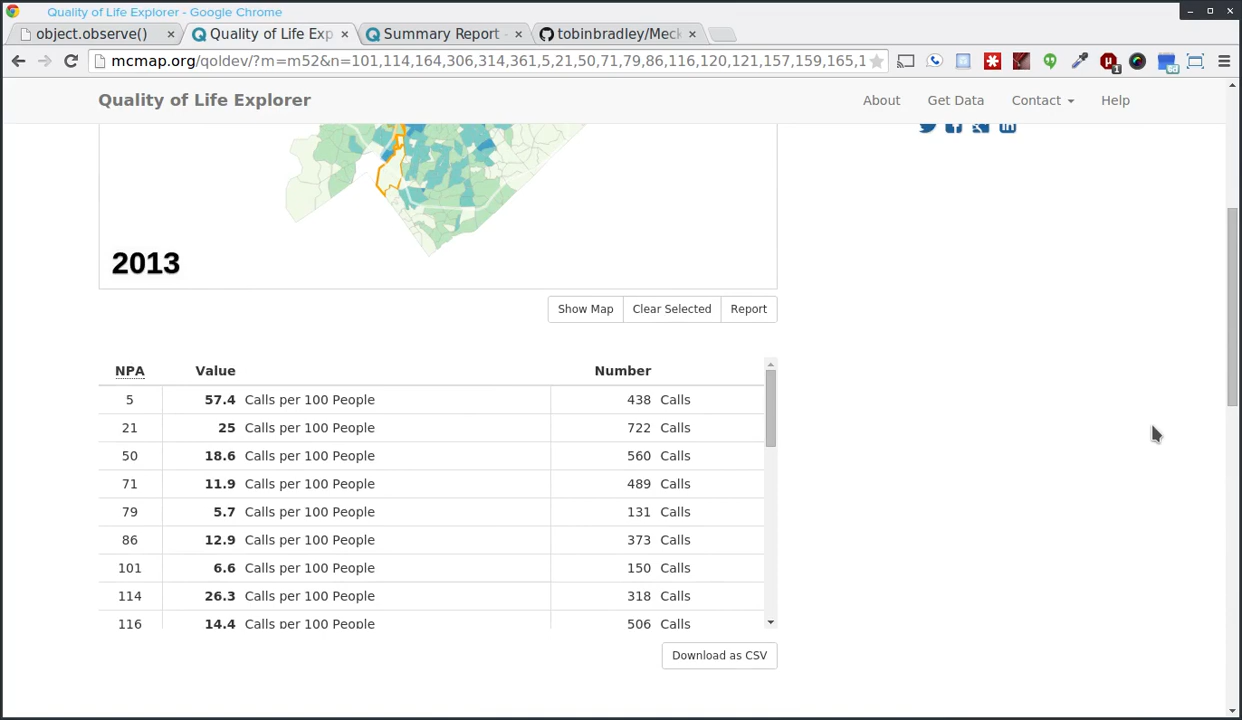 Quality of Life Explorer - Google Chrome
object.observe() × Quality of Life Exp × Summary Report - × tobinbradley/Meck ×
mcmap.org/qoldev/?m=m52&n=101,114,164,306,314,361,5,21,50,71,79,86,116,120,121,157,159,165,1
Quality of Life Explorer About Get Data Contact Help
2013
Show Map Clear Selected Report
NPA Value Number
5 57.4 Calls per 100 People 438 Calls
21 25 Calls per 100 People 722 Calls
50 18.6 Calls per 100 People 560 Calls
71 11.9 Calls per 100 People 489 Calls
79 5.7 Calls per 100 People 131 Calls
86 12.9 Calls per 100 People 373 Calls
101 6.6 Calls per 100 People 150 Calls
114 26.3 Calls per 100 People 318 Calls
116 14.4 Calls per 100 People 506 Calls
Download as CSV